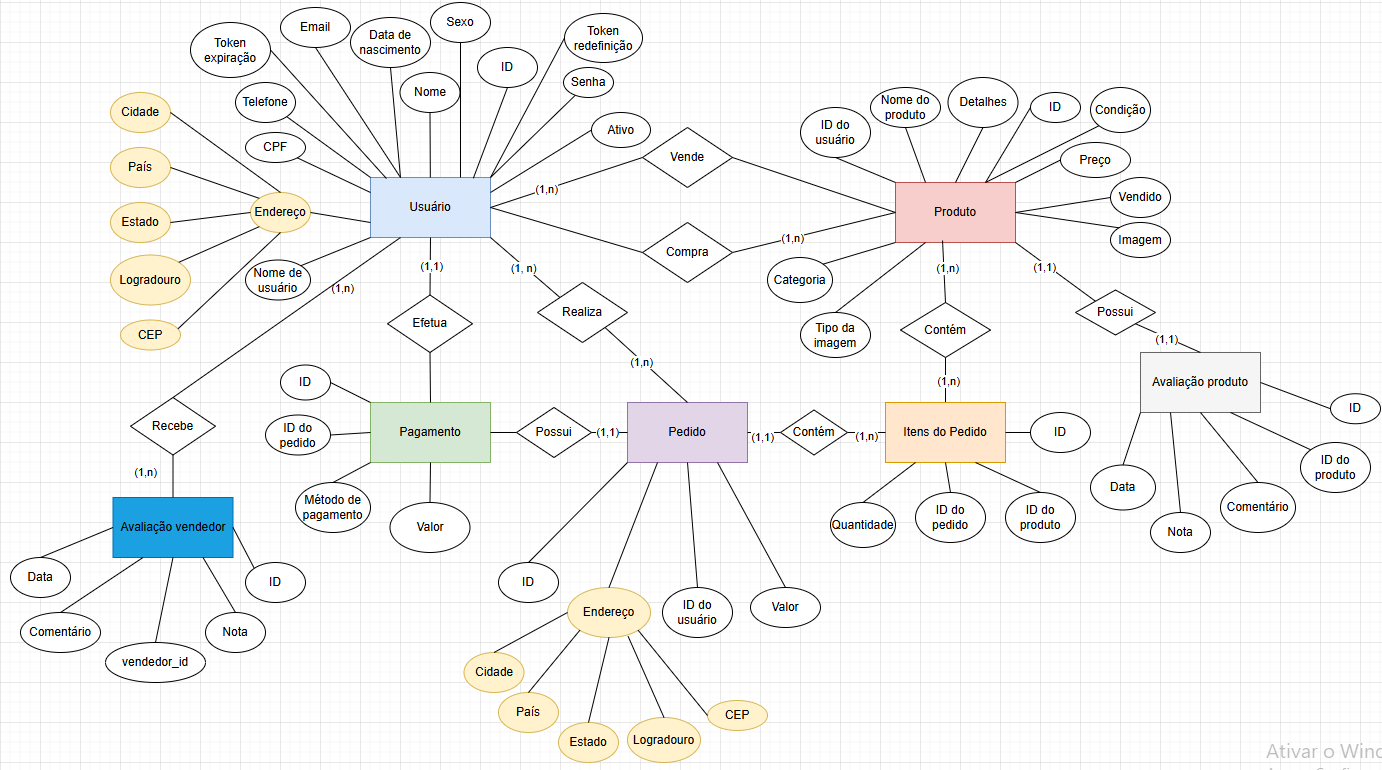 Email
Sexo
Token
expiração
Data de
nascimento
Token
redefinição
ID
Senha
Nome
Telefone
Cidade
CPF
Ativo
País
Endereço
Estado
Logradouro
CEP
Nome de
usuário
Usuário
Vende
(1,n)
Compra
(1,n)
ID do
usuário
Nome do
produto
Detalhes
ID
Condição
Preço
Vendido
Imagem
Produto
Categoria
Tipo da
imagem
(1,n)
(1,1)
(1, n)
(1,n)
(1,1)
Efetua
Realiza
Contém
Possui
(1,n)
(1,n)
(1,1)
Recebe
(1,n)
ID
ID do
pedido
Método de
pagamento
Valor
Pagamento
Possui
(1,1)
Pedido
(1,1)
Contém
(1,n)
Itens do Pedido
ID
Quantidade
ID do
pedido
ID do
produto
Avaliação produto
ID
ID do
produto
Comentário
Nota
Data
Avaliação vendedor
Data
Comentário
vendedor_id
Nota
ID
ID
Endereço
ID do
usuário
Valor
Cidade
País
Estado
Logradouro
CEP
Ativar o Wind